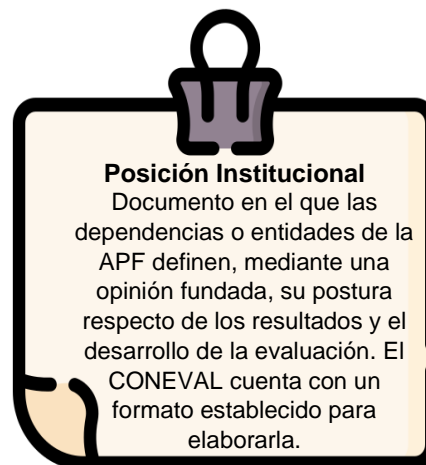 Posición Institucional
Documento en el que las
dependencias o entidades de la
APF definen, mediante una
opinión fundada, su postura
respecto de los resultados y el
desarrollo de la evaluación. El
CONEVAL cuenta con un
formato establecido para
elaborarla.